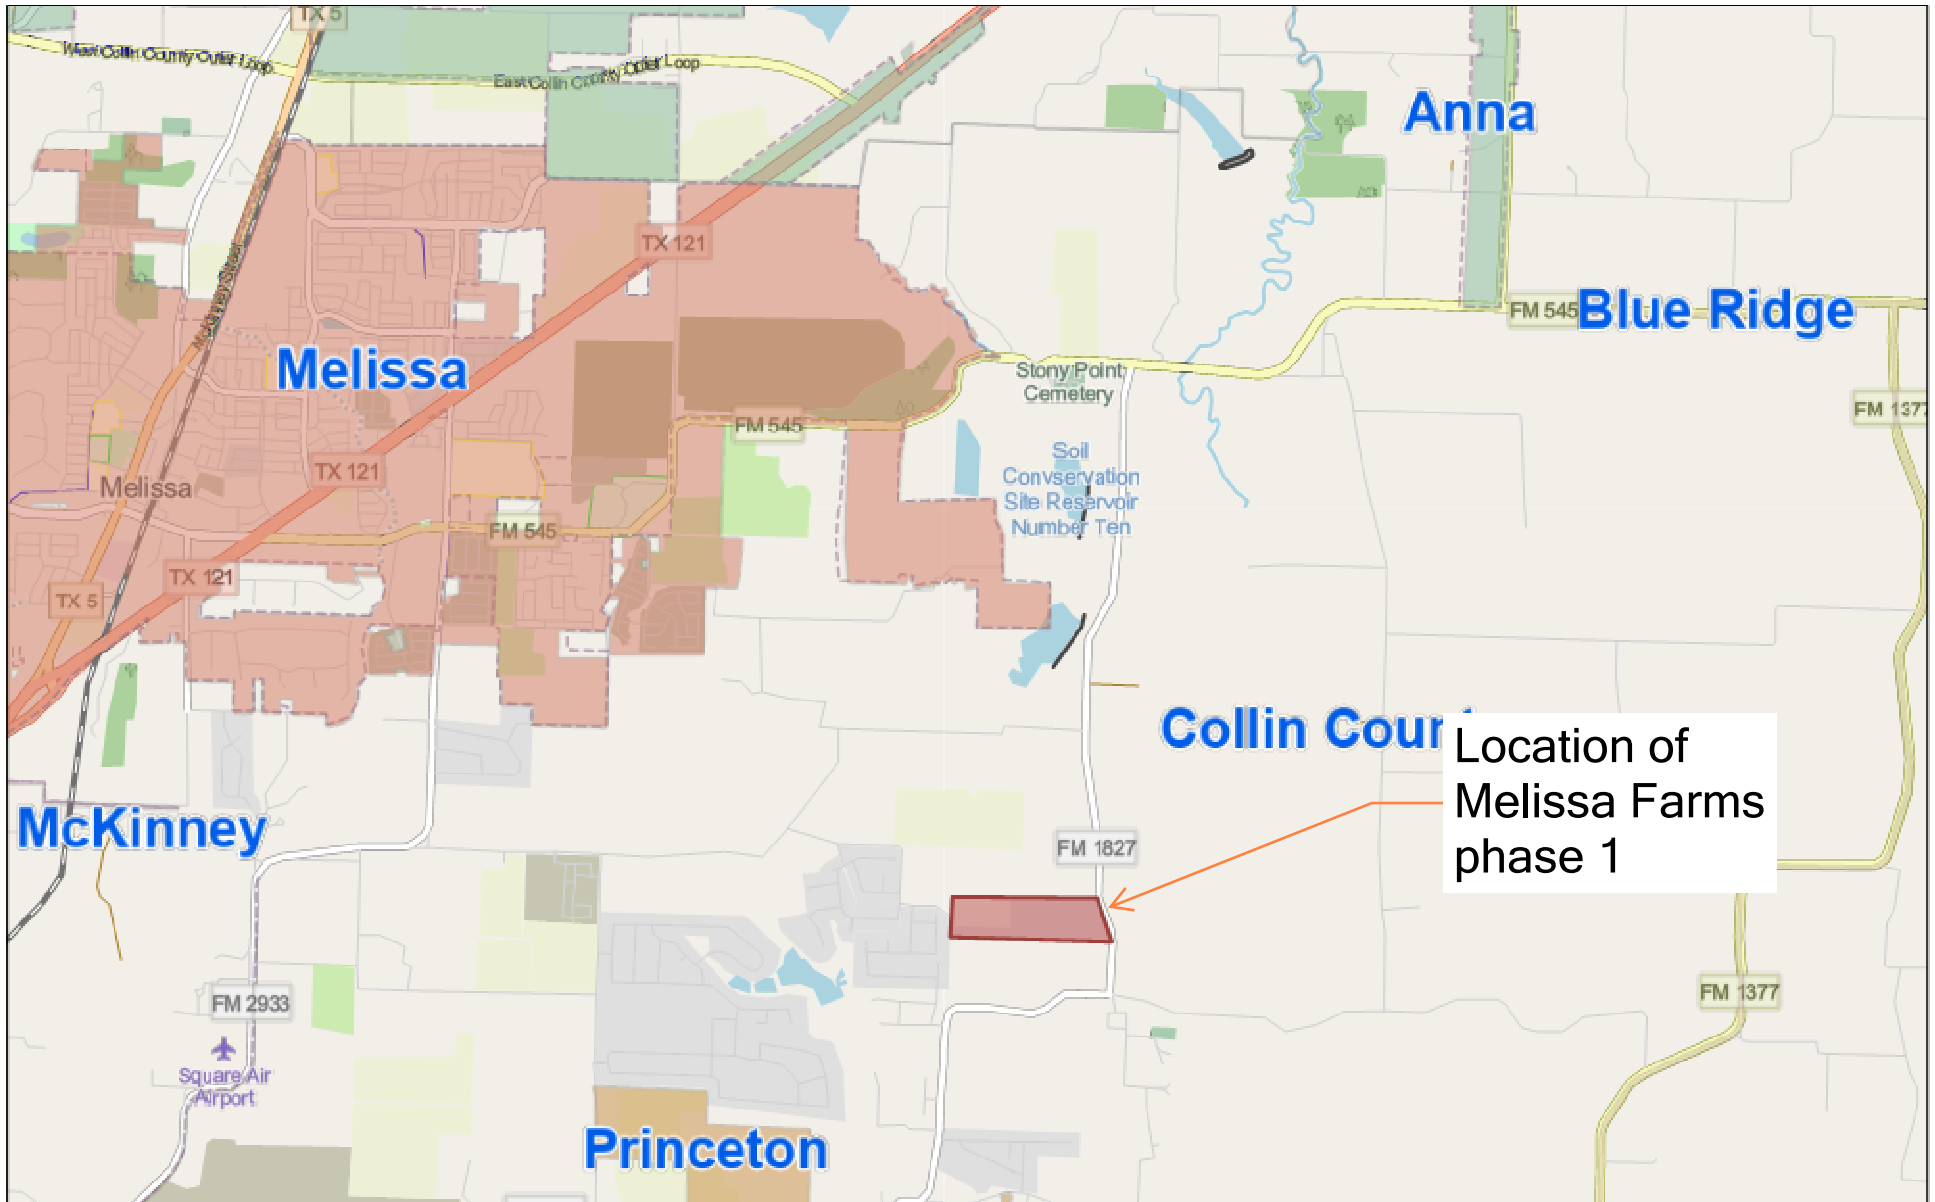 TX 5
West Collin County Outer Loop
East Collin County Outer Loop
Anna
TX 121
FM 545
Blue Ridge
Melissa
Stony Point
Cemetery
FM 1377
FM 545
Soil
Convservation
Site Reservoir
Number Ten
TX 121
Melissa
FM 545
TX 121
TX 5
Collin Coun
Location of
Melissa Farms
phase 1
McKinney
FM 1827
FM 2933
FM 1377
Square Air
Airport
Princeton